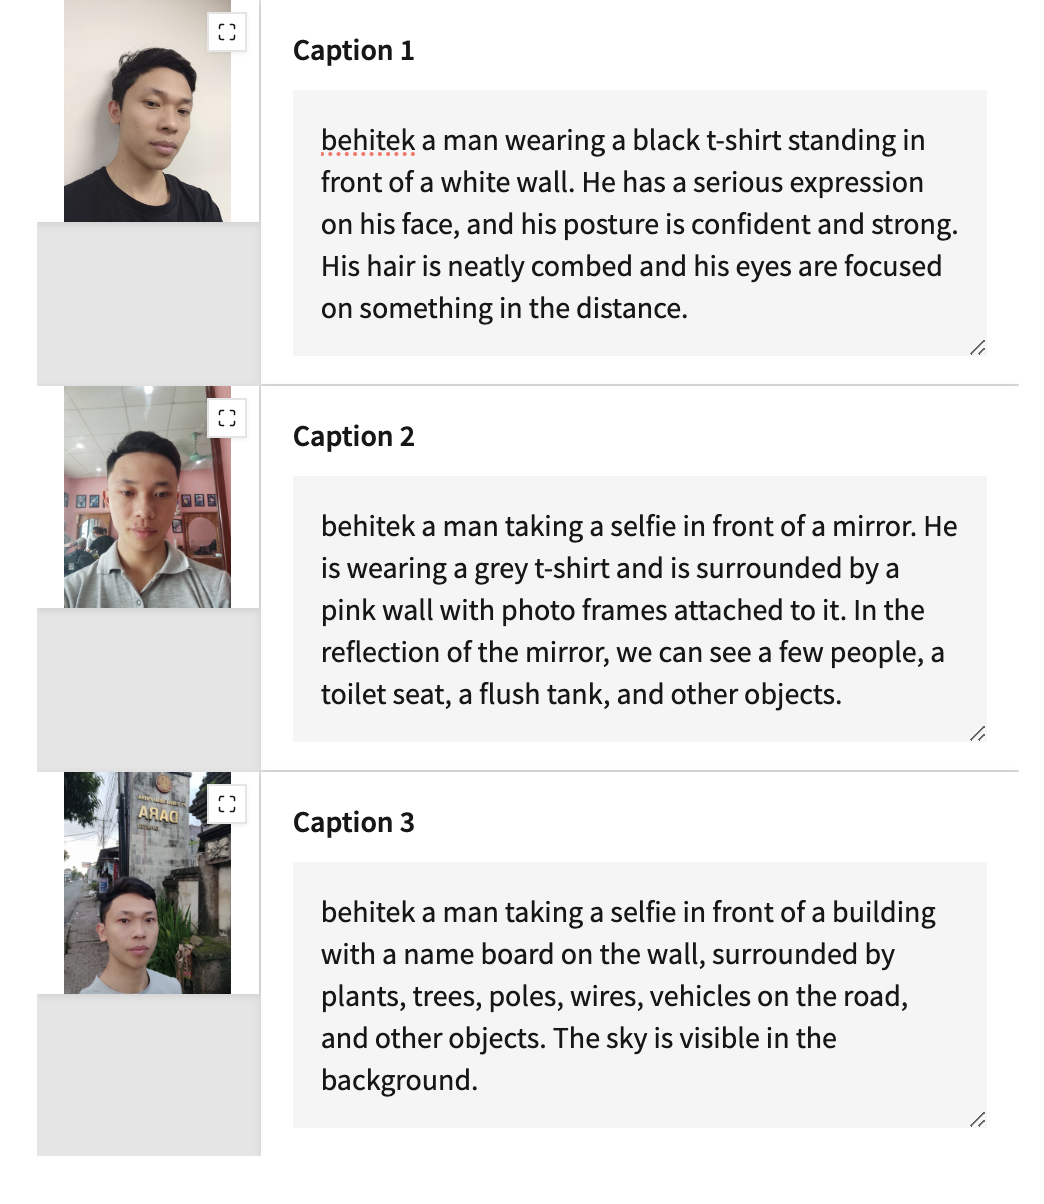 Caption 1
behitek a man wearing a black t-shirt standing in
front of a white wall. He has a serious expression
on his face, and his posture is confident and strong.
His hair is neatly combed and his eyes are focused
on something in the distance.
Caption 2
behitek a man taking a selfie in front of a mirror. He
is wearing a grey t-shirt and is surrounded by a
pink wall with photo frames attached to it. In the
reflection of the mirror, we can see a few people, a
toilet seat, a flush tank, and other objects.
DARA
Caption 3
behitek a man taking a selfie in front of a building
with a name board on the wall, surrounded by
plants, trees, poles, wires, vehicles on the road,
and other objects. The sky is visible in the
background.